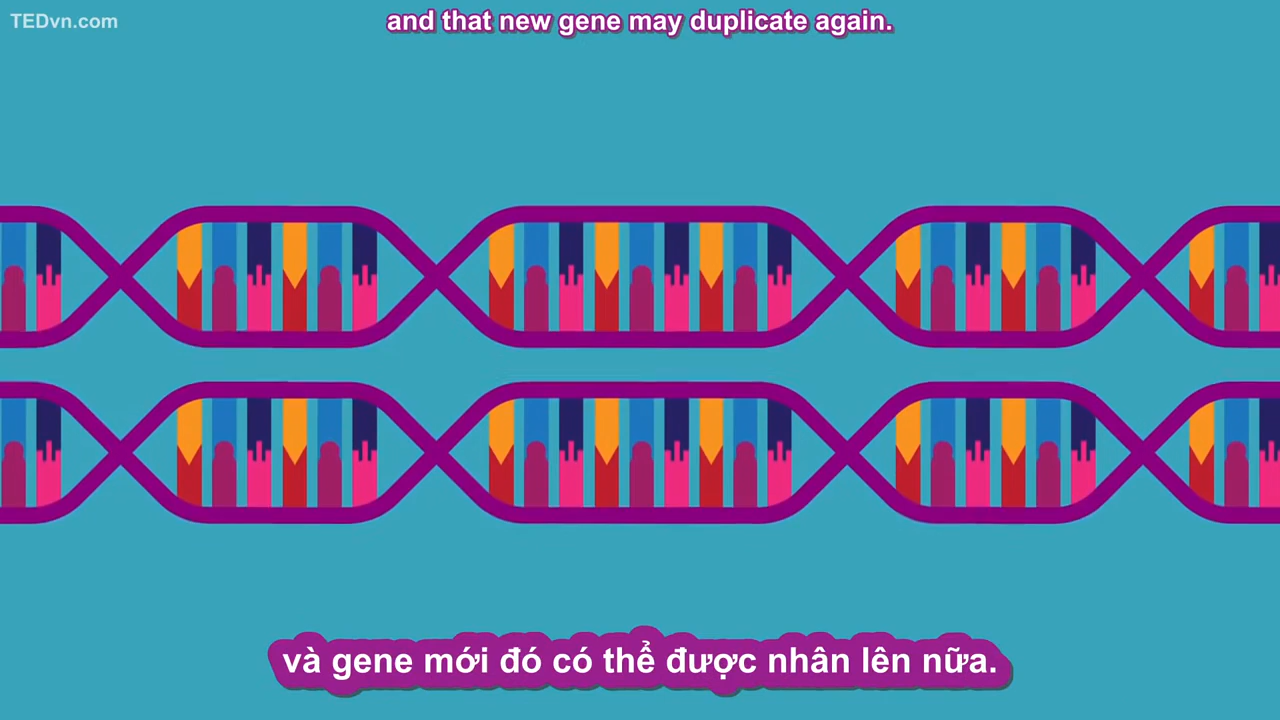 TEDvn.com
and that new gene may duplicate again.
và gene mới đó có thể được nhân lên nữa.